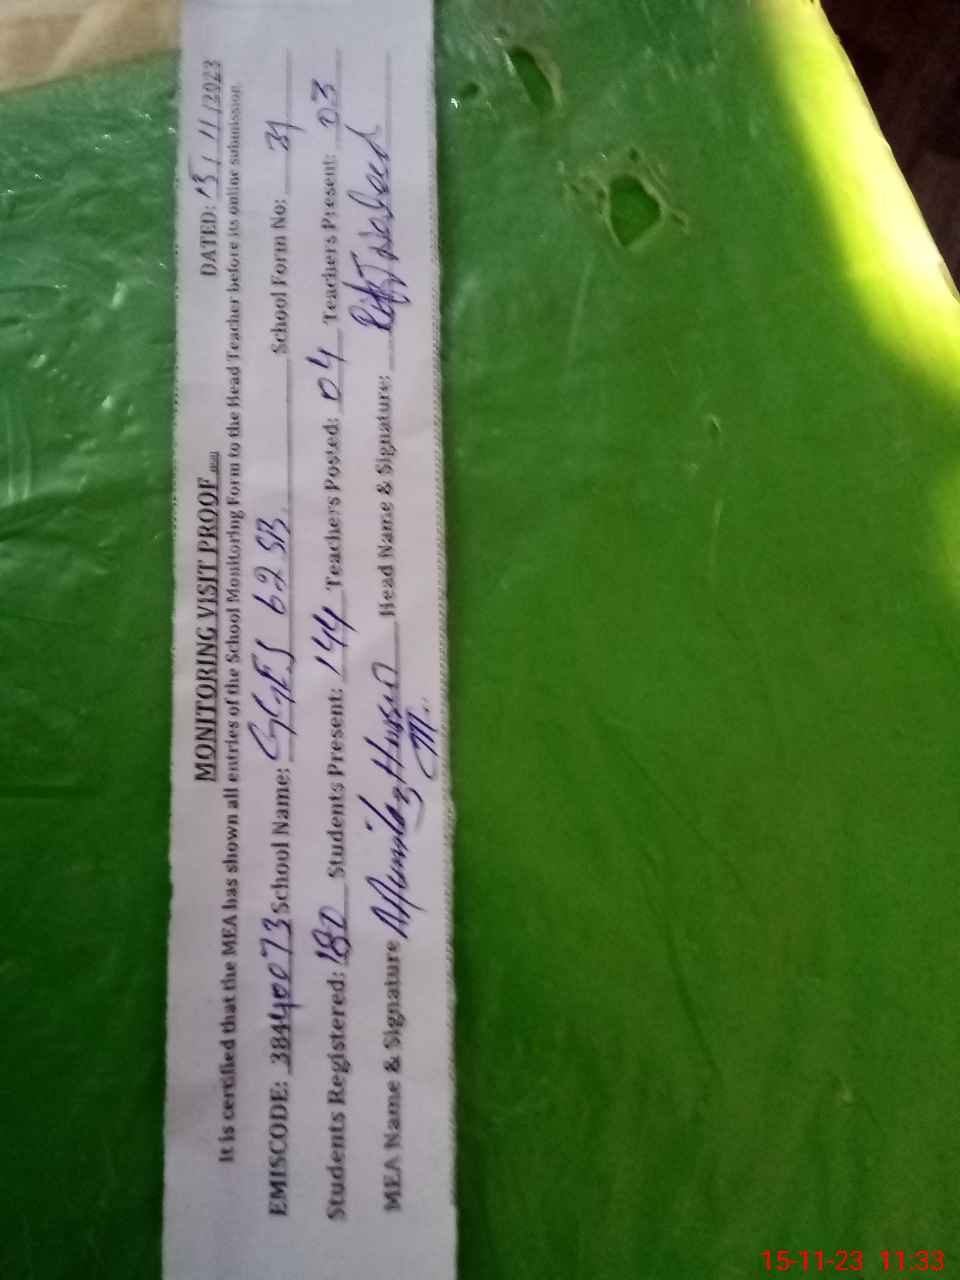 MONITORING VISIT PROOF
DATED: 15/11/2023
It is certified that the MEA has shown all entries of the School Monitoring Form to the Head Teacher before its online submission.
EMISCODE: 38440073 School Name: GGES 62 SB School Form No: 31
Students Registered: 180 Students Present: 144 Teachers Posted: 04 Teachers Present: 03
MEA Name & Signature Head Name & Signature:
15-11-23 11:33